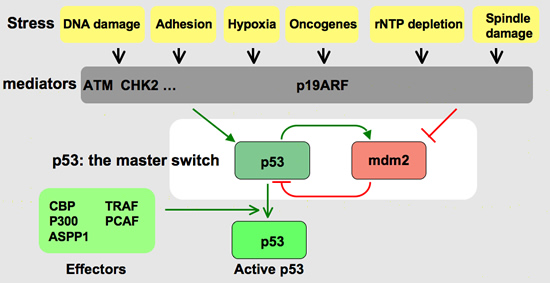 Stress
DNA damage
Adhesion
Hypoxia
Oncogenes
rNTP depletion
Spindle
damage
mediators
ATM CHK2 ...
p19ARF
p53: the master switch
p53
mdm2
CBP TRAF
P300 PCAF
ASPP1
p53
Effectors
Active p53